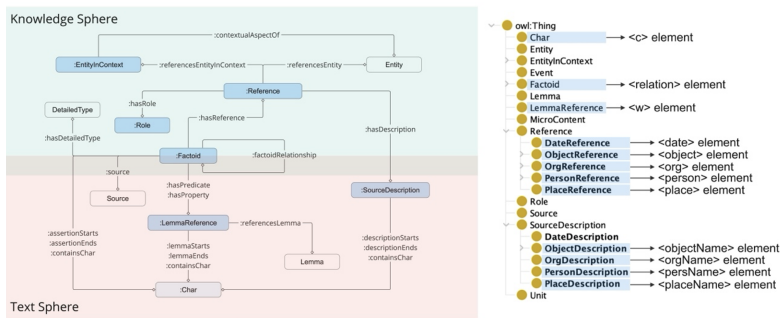 Knowledge Sphere
:contextualAspectOf
:EntityInContext
:referencesEntityInContext
:referencesEntity
Entity
:Reference
:hasRole
DetailedType
:Role
:hasReference
:hasDescription
:hasDetailedType
:Factoid
:factoidRelationship
:source
Source
:hasPredicate
:hasProperty
:SourceDescription
:LemmaReference
:referencesLemma
:assertionStarts
:assertionEnds
:containsChar
:lemmaStarts
:lemmaEnds
:containsChar
Lemma
:descriptionStarts
:descriptionEnds
:containsChar
:Char
Text Sphere
owl:Thing
Char <c> element
Entity
EntityInContext
Event
Factoid <relation> element
Lemma
LemmaReference <w> element
MicroContent
Reference
DateReference <date> element
ObjectReference <object> element
OrgReference <org> element
PersonReference <person> element
PlaceReference <place> element
Role
Source
SourceDescription
DateDescription
ObjectDescription <objectName> element
OrgDescription <orgName> element
PersonDescription <persName> element
PlaceDescription <placeName> element
Unit